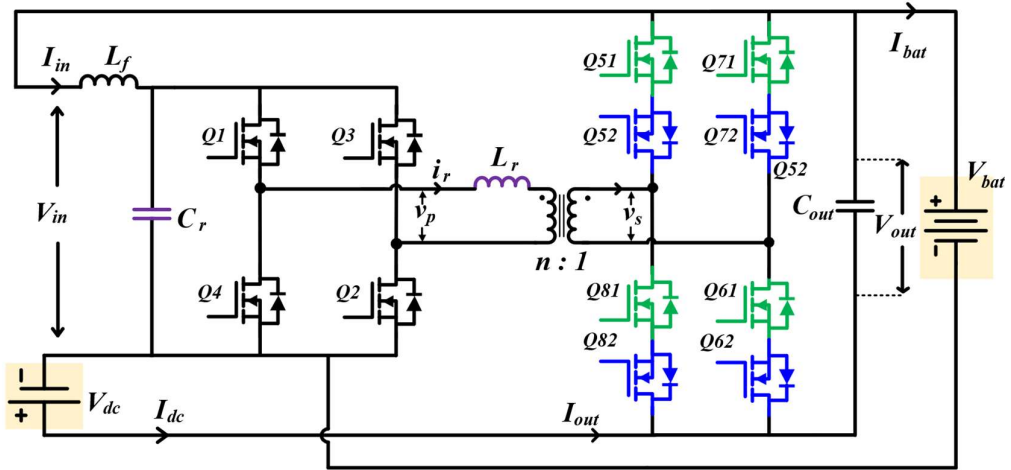 I_bat
I_in
L_f
Q51
Q71
Q1
Q3
Q52
Q72
Q52
L_r
i_r
V_bat
+
V_in
C_r
v_p
v_s
C_out
V_out
n : 1
-
Q4
Q2
Q81
Q61
Q82
Q62
-
V_dc
+
I_dc
I_out